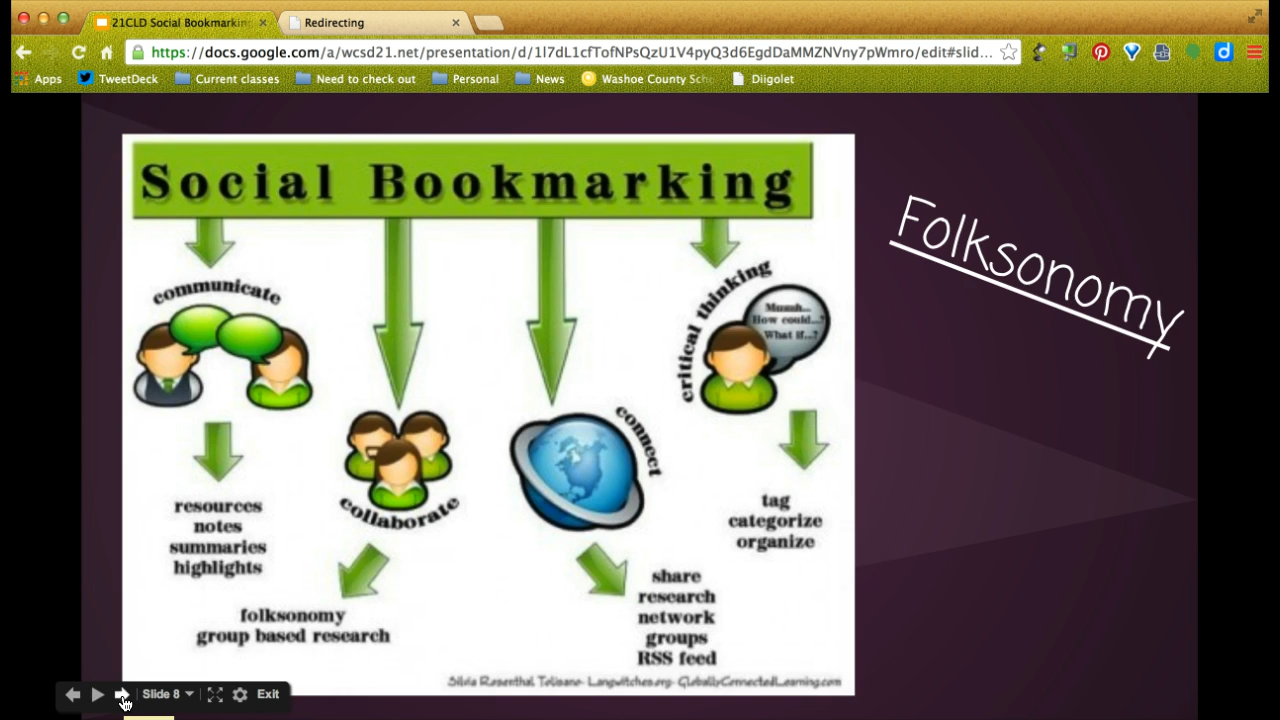 21CLD Social Bookmarkin
Redirecting
https://docs.google.com/a/wcsd21.net/presentation/d/1l7dL1cfTofNPsQzU1V4pyQ3d6EgdDaMMZNVny7pWmro/edit#slid...
Apps TweetDeck Current classes Need to check out Personal News Washoe County Scho Diigolet
Social Bookmarking
Folksonomy
communicate
critical thinking
Mmmh...
How could...?
What if..?
collaborate
connect
resources
notes
summaries
highlights
tag
categorize
organize
folksonomy
group based research
share
research
network
groups
RSS feed
Silvia Rosenthal Tolisano- Langwitches.org- GloballyConnectedLearning.com
Slide 8 Exit